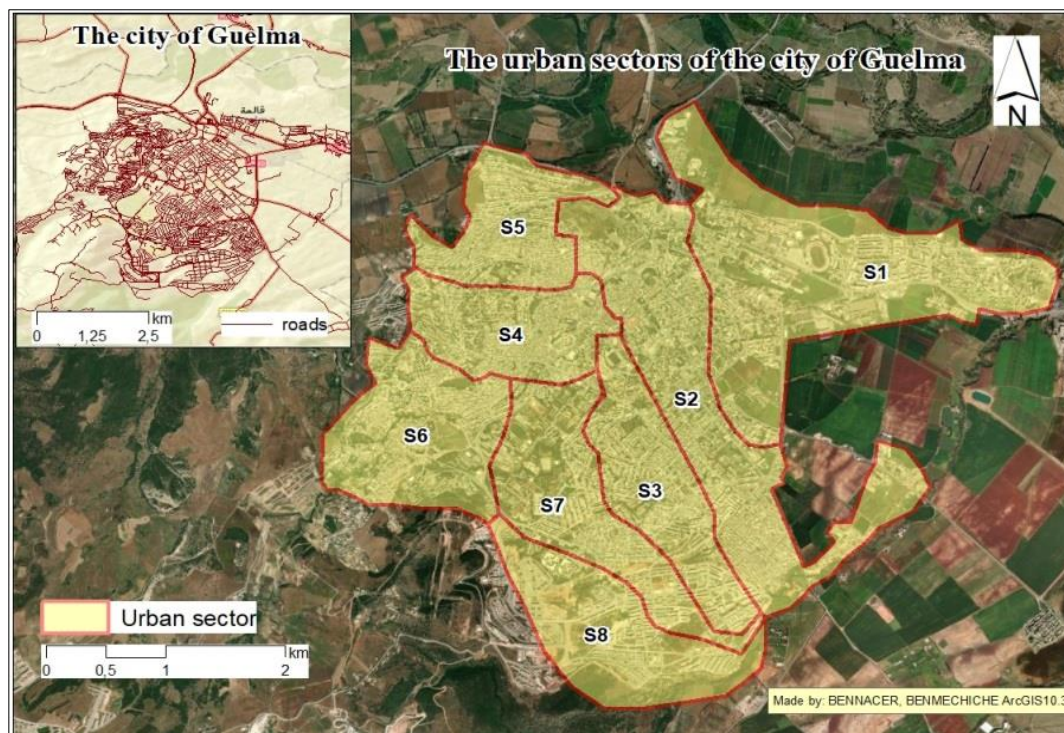 The city of Guelma
قالمة
km
0 1,25 2,5
roads
The urban sectors of the city of Guelma
N
S5
S1
S4
S2
S6
S3
S7
S8
Urban sector
km
0 0,5 1 2
Made by: BENNACER, BENMECHICHE ArcGIS10.3